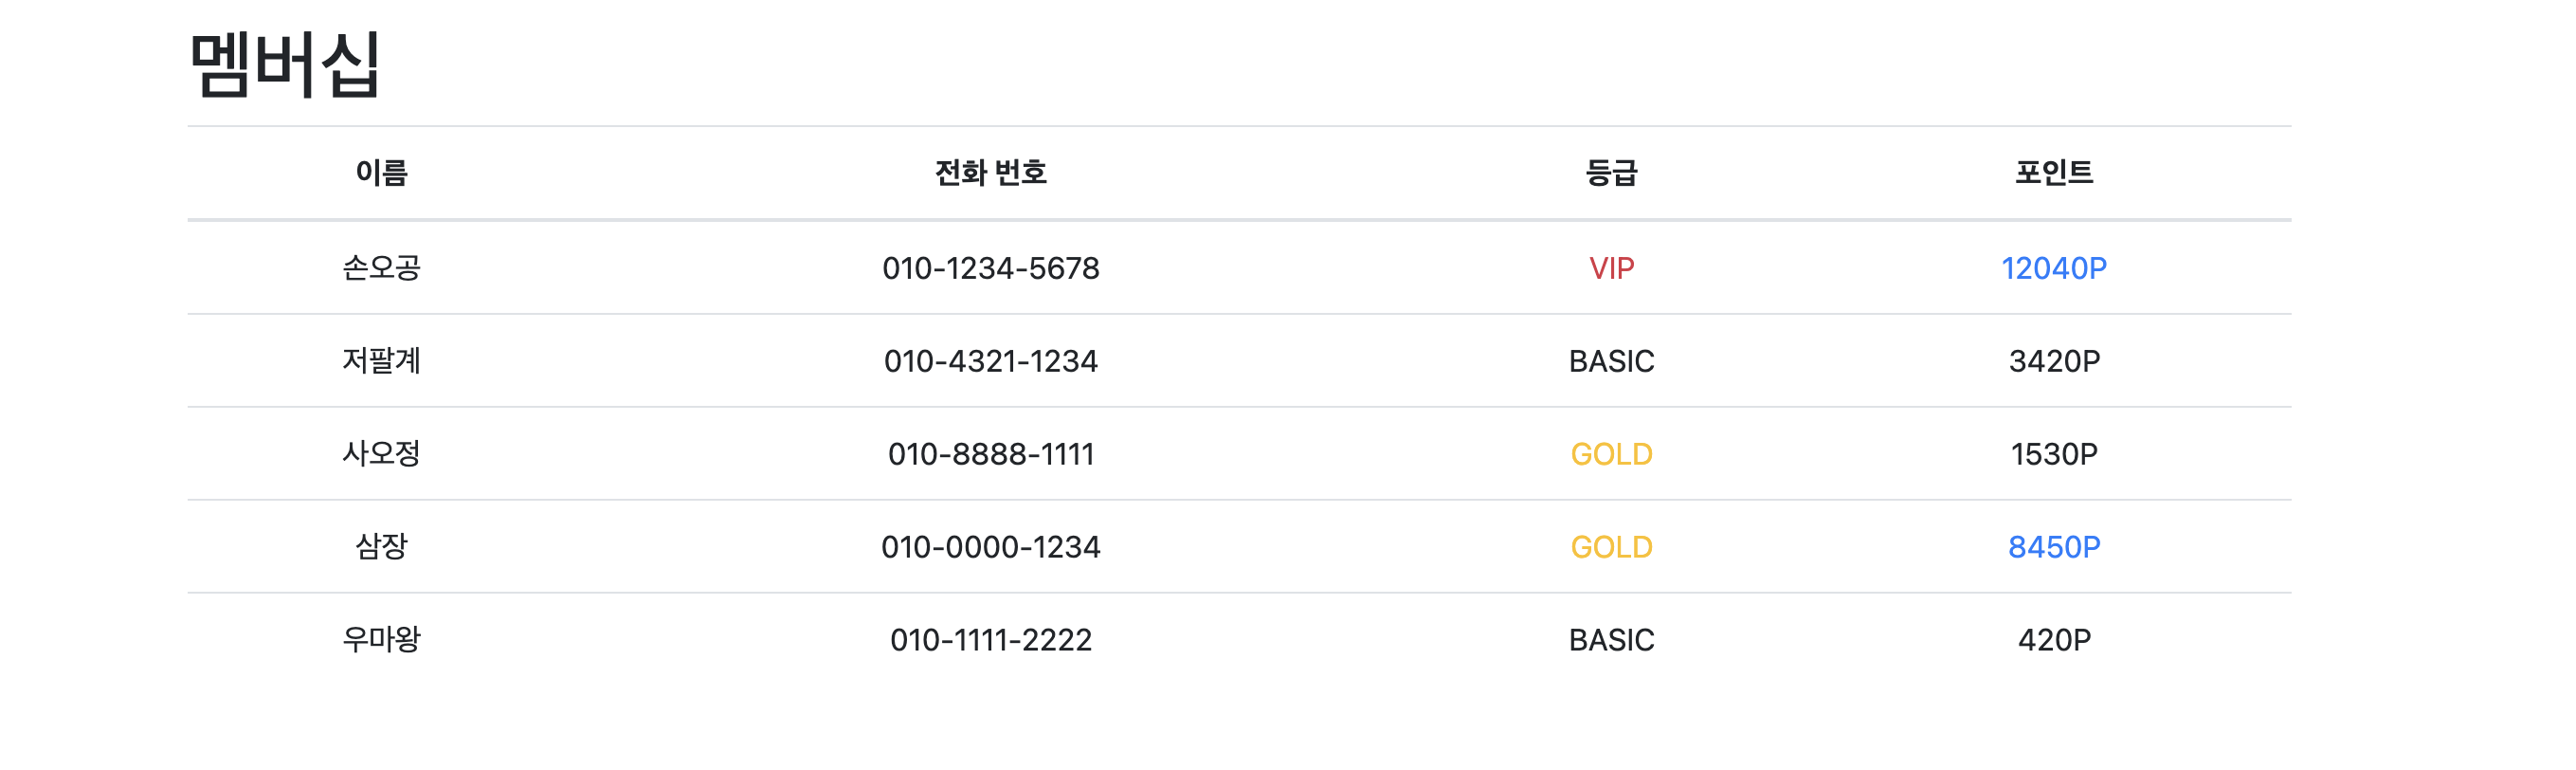 멤버십
이름 전화 번호 등급 포인트
손오공 010-1234-5678 VIP 12040P
저팔계 010-4321-1234 BASIC 3420P
사오정 010-8888-1111 GOLD 1530P
삼장 010-0000-1234 GOLD 8450P
우마왕 010-1111-2222 BASIC 420P